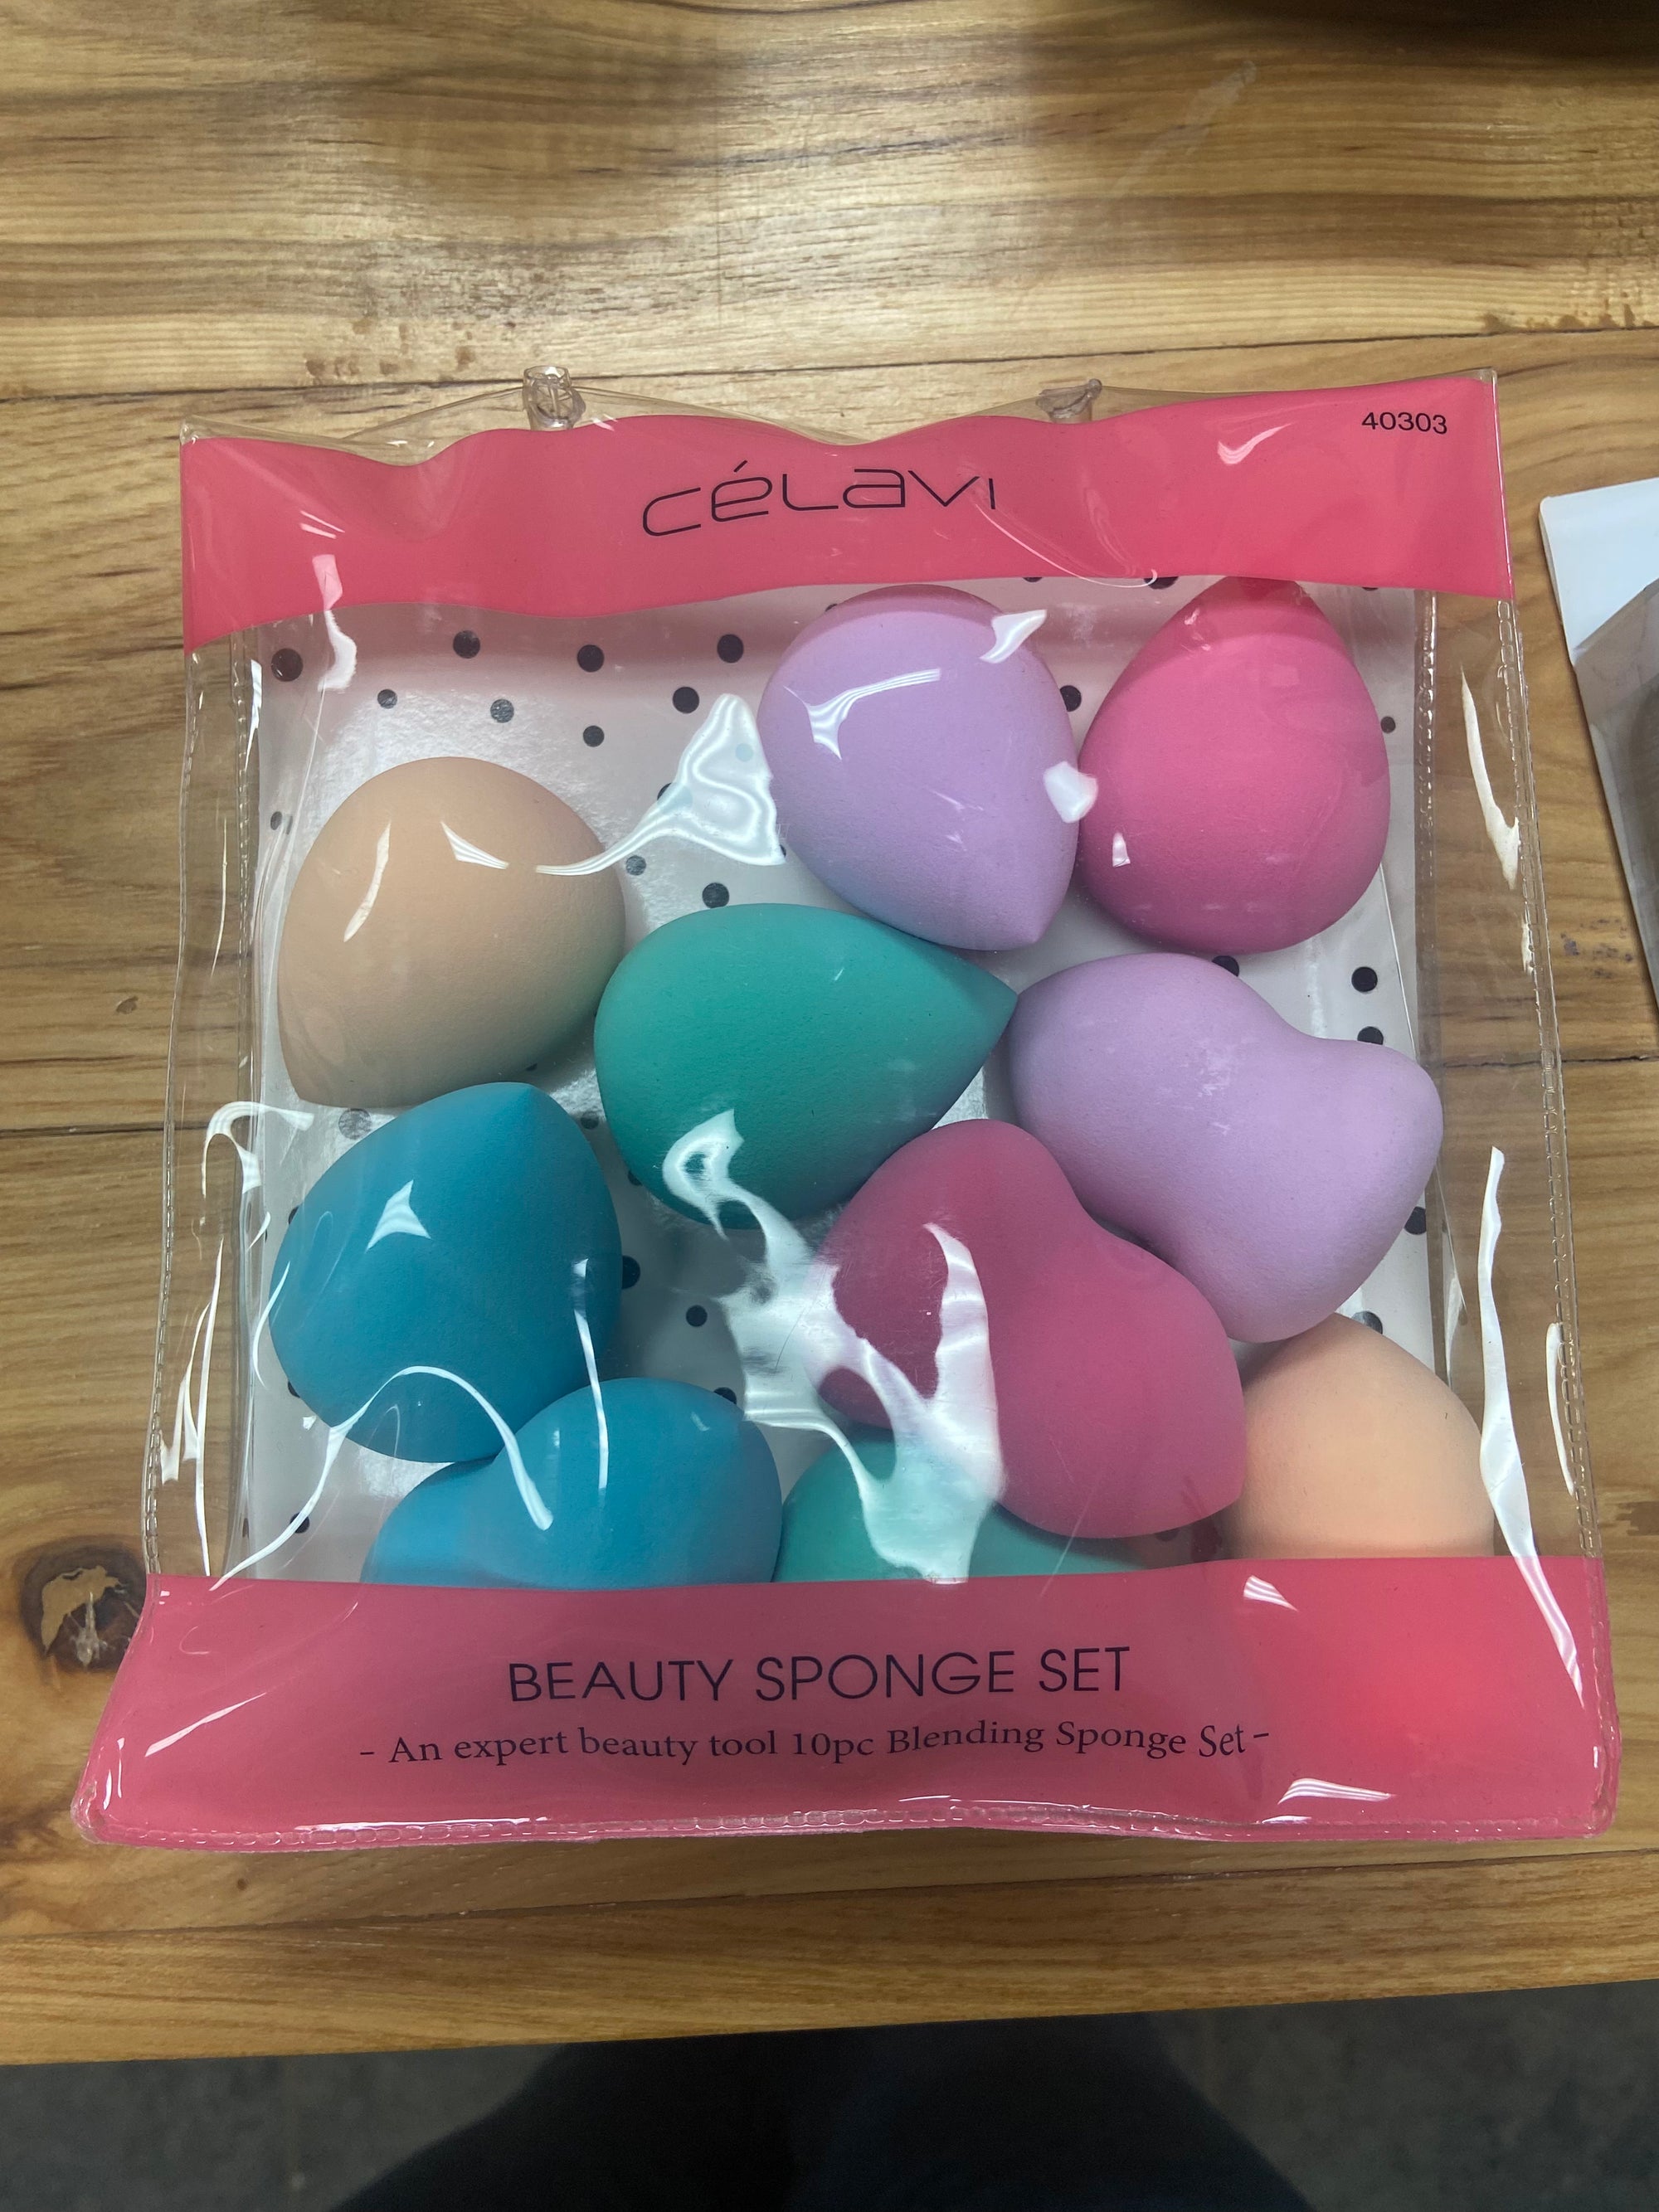 40303
céLavi
BEAUTY SPONGE SET
- An expert beauty tool 10pc Blending Sponge Set -